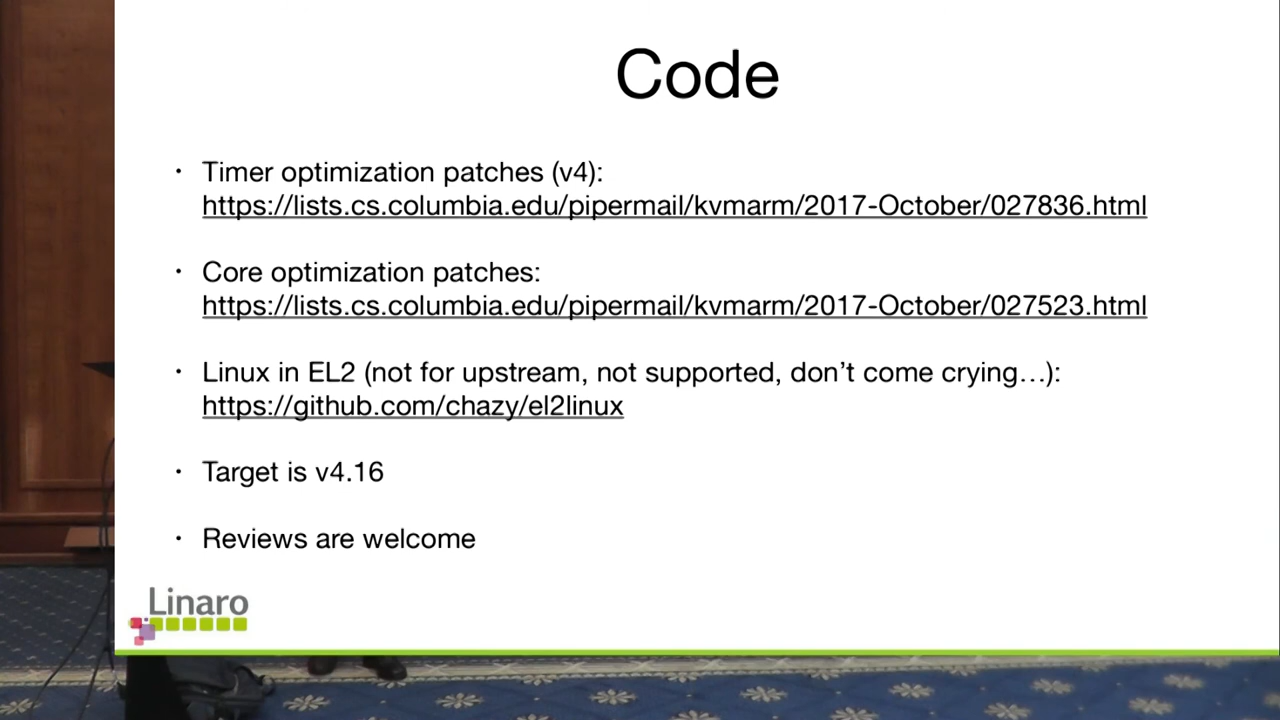 Code
• Timer optimization patches (v4):
https://lists.cs.columbia.edu/pipermail/kvmarm/2017-October/027836.html
• Core optimization patches:
https://lists.cs.columbia.edu/pipermail/kvmarm/2017-October/027523.html
• Linux in EL2 (not for upstream, not supported, don’t come crying…):
https://github.com/chazy/el2linux
• Target is v4.16
• Reviews are welcome
Linaro